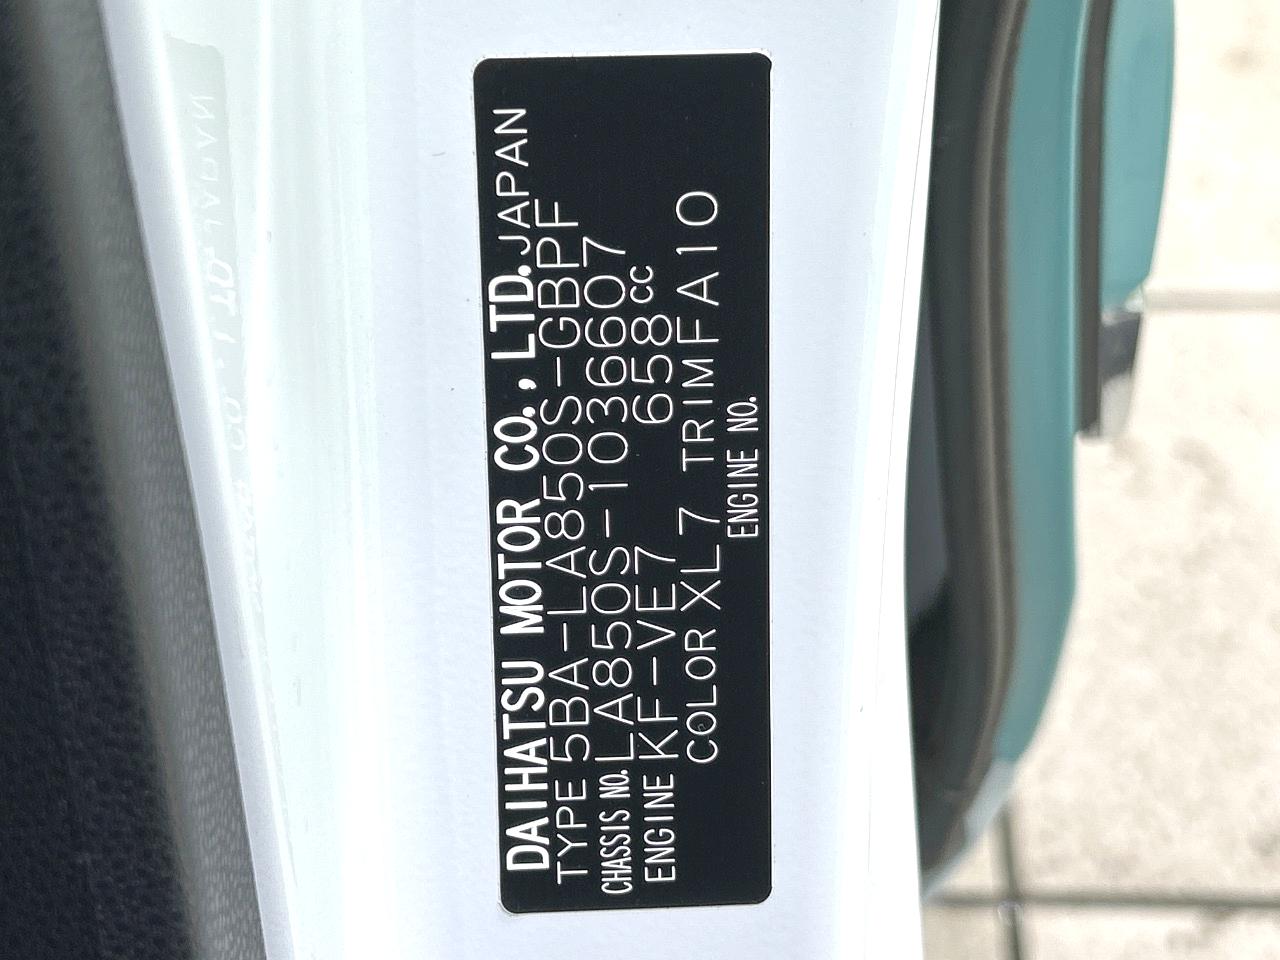 DAIHATSU MOTOR CO., LTD. JAPAN
TYPE 5BA-LA850S-GBPF
CHASSIS NO. LA850S-1036607
ENGINE KF-VE7 658CC
COLOR XL7 TRIM FA10
ENGINE NO.